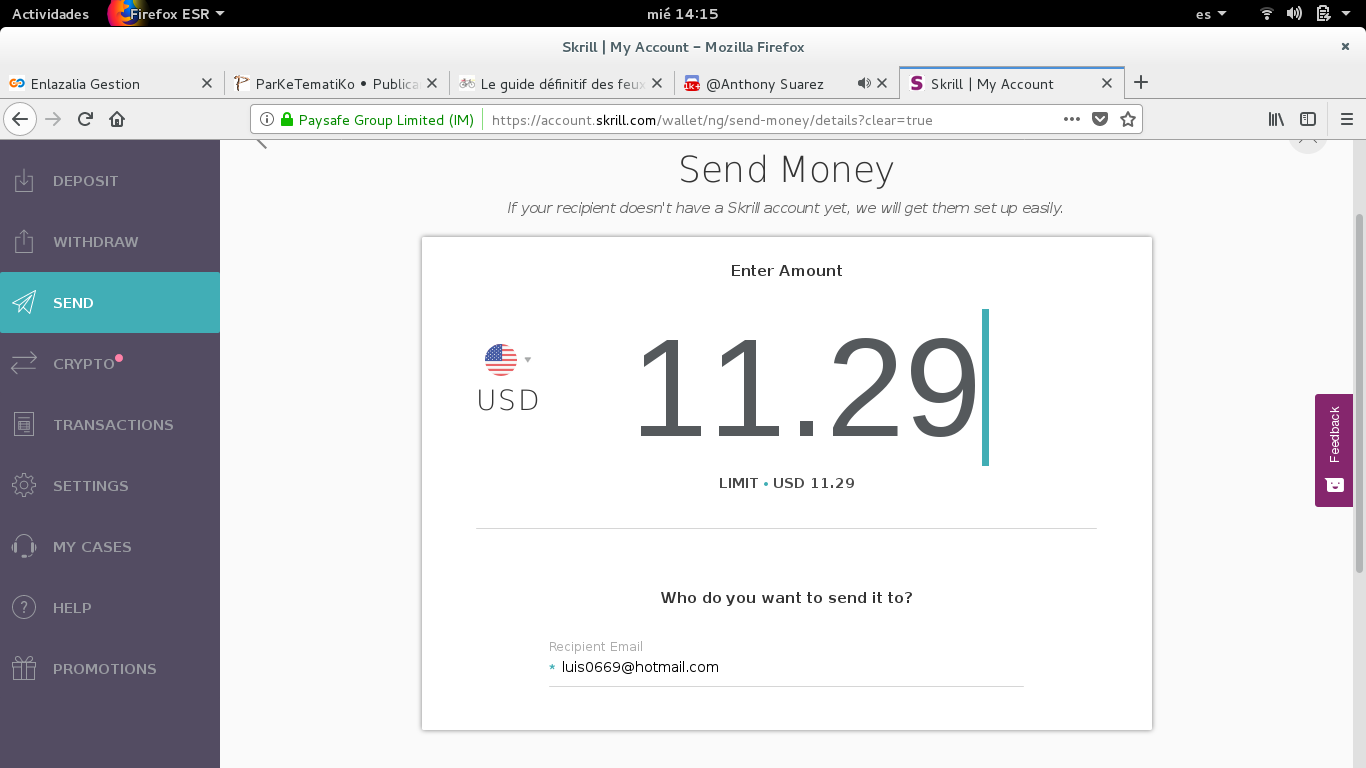 Actividades Firefox ESR mié 14:15 es
Skrill | My Account – Mozilla Firefox
Enlazalia Gestion ParKeTematiKo • Publica Le guide définitif des feux @Anthony Suarez Skrill | My Account
Paysafe Group Limited (IM) https://account.skrill.com/wallet/ng/send-money/details?clear=true
DEPOSIT
WITHDRAW
SEND
CRYPTO
TRANSACTIONS
SETTINGS
MY CASES
HELP
PROMOTIONS
Send Money
If your recipient doesn't have a Skrill account yet, we will get them set up easily.
Enter Amount
USD
11.29
LIMIT • USD 11.29
Who do you want to send it to?
Recipient Email
* luis0669@hotmail.com
Feedback